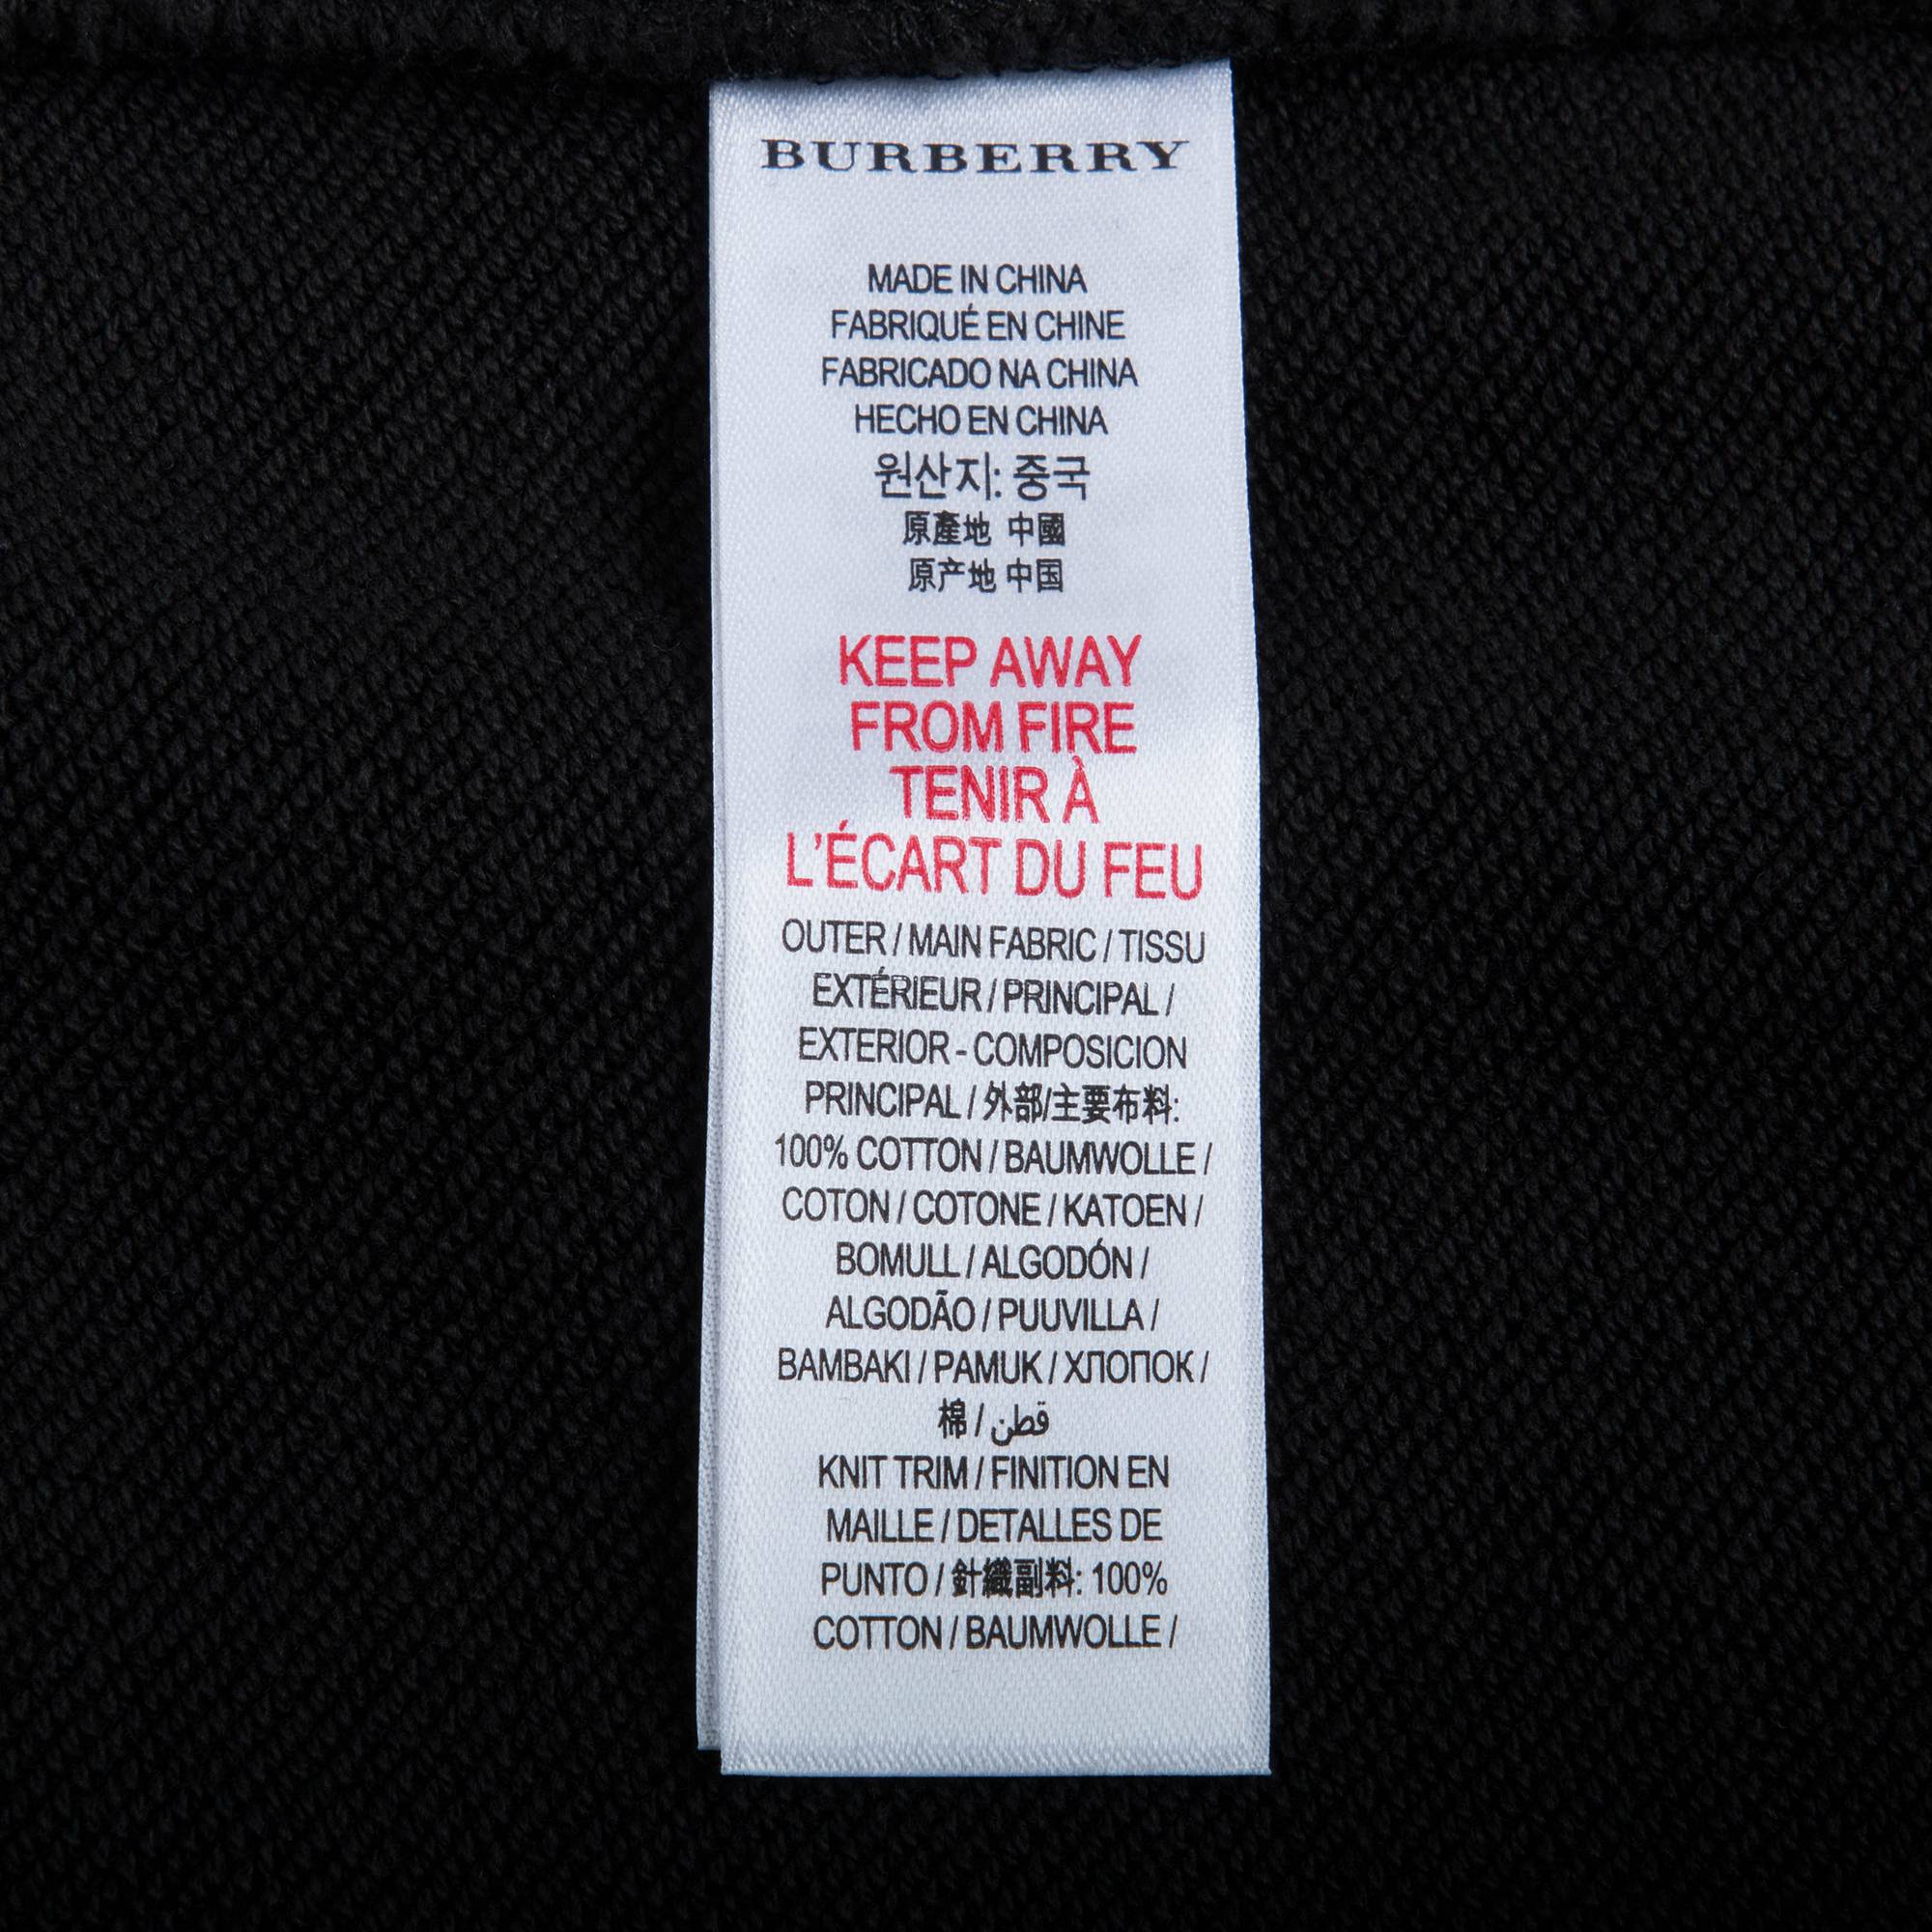 BURBERRY
MADE IN CHINA
FABRIQUÉ EN CHINE
FABRICADO NA CHINA
HECHO EN CHINA
원산지: 중국
原產地 中國
原产地 中国
KEEP AWAY
FROM FIRE
TENIR À
L'ÉCART DU FEU
OUTER / MAIN FABRIC / TISSU
EXTÉRIEUR / PRINCIPAL /
EXTERIOR - COMPOSICION
PRINCIPAL / 外部/主要布料:
100% COTTON / BAUMWOLLE /
COTON / COTONE / KATOEN /
BOMULL / ALGODÓN /
ALGODÃO / PUUVILLA /
BAMBAKI / PAMUK / ХЛОПОК /
棉 / قطن
KNIT TRIM / FINITION EN
MAILLE / DETALLES DE
PUNTO / 針織副料: 100%
COTTON / BAUMWOLLE /